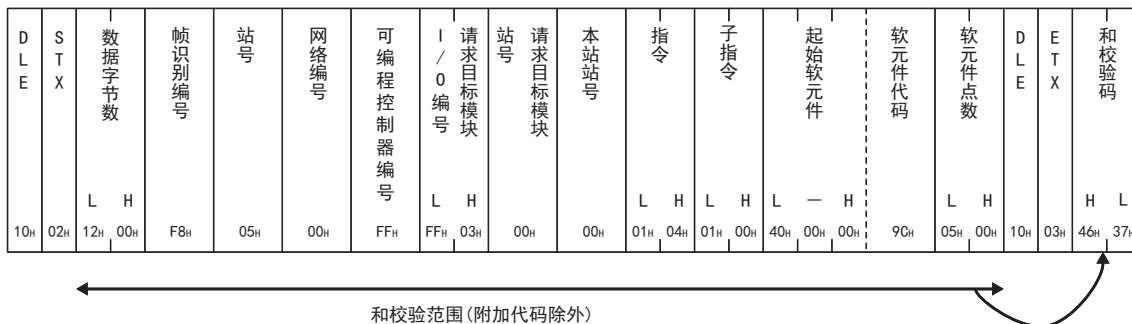 DLE
STX
数据字节数
帧识别编号
站号
网络编号
可编程控制器编号
请求目标模块
I/O编号
请求目标模块
站号
本站站号
指令
子指令
起始软元件
软元件代码
软元件点数
DLE
ETX
和校验码
L H L H L H L H L — H L H H L
10H 02H 12H 00H F8H 05H 00H FFH FFH 03H 00H 00H 01H 04H 01H 00H 40H 00H 00H 9CH 05H 00H 10H 03H 46H 37H
和校验范围(附加代码除外)